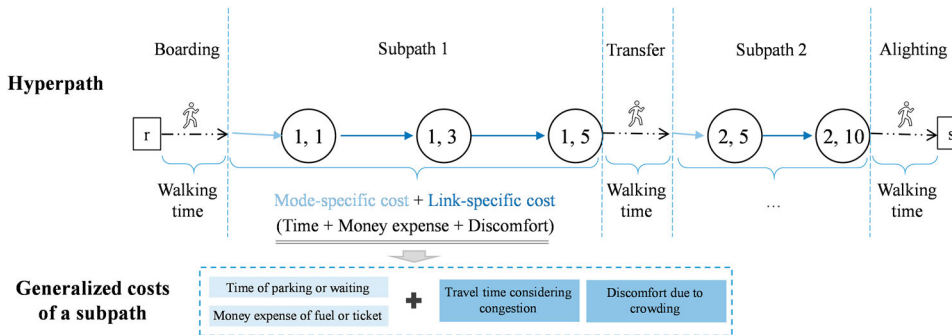 Boarding
Subpath 1
Transfer
Subpath 2
Alighting
Hyperpath
r
1, 1
1, 3
1, 5
2, 5
2, 10
s
Walking
time
Mode-specific cost + Link-specific cost
(Time + Money expense + Discomfort)
Walking
time
...
Walking
time
Generalized costs
of a subpath
Time of parking or waiting
Money expense of fuel or ticket
+
Travel time considering
congestion
Discomfort due to
crowding